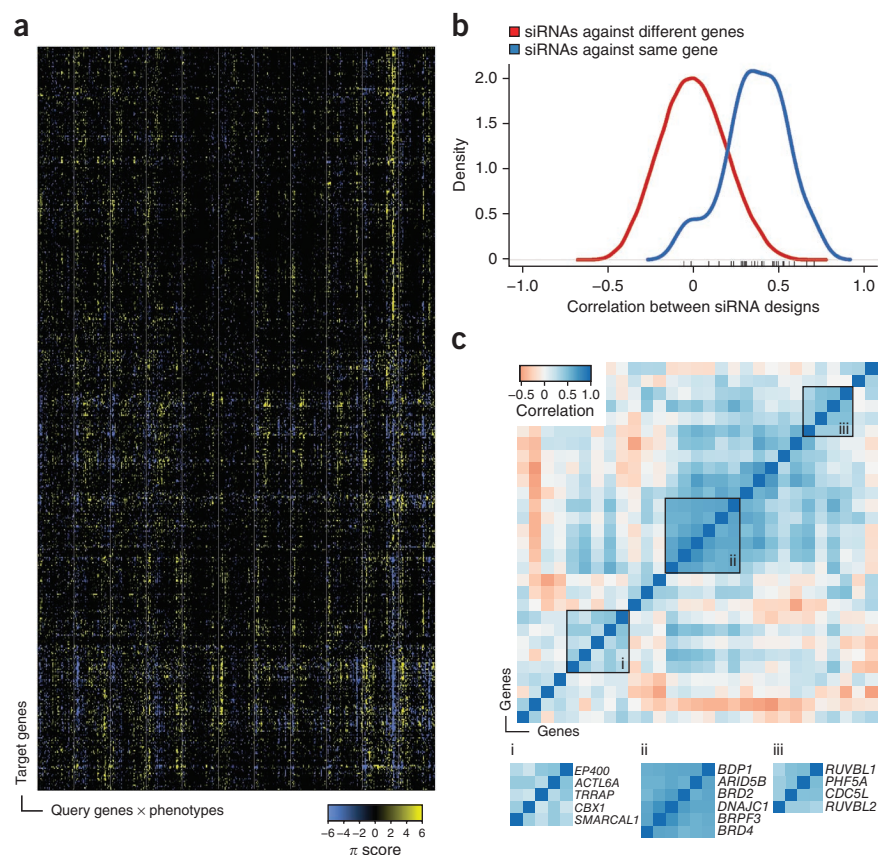 a
Target genes
Query genes × phenotypes
−6 −4 −2 0 2 4 6
π score
b
siRNAs against different genes
siRNAs against same gene
Density
2.0
1.5
1.0
0.5
0
−1.0 −0.5 0 0.5 1.0
Correlation between siRNA designs
c
−0.5 0 0.5 1.0
Correlation
iii
ii
i
Genes
Genes
i
EP400
ACTL6A
TRRAP
CBX1
SMARCAL1
ii
BDP1
ARID5B
BRD2
DNAJC1
BRPF3
BRD4
iii
RUVBL1
PHF5A
CDC5L
RUVBL2